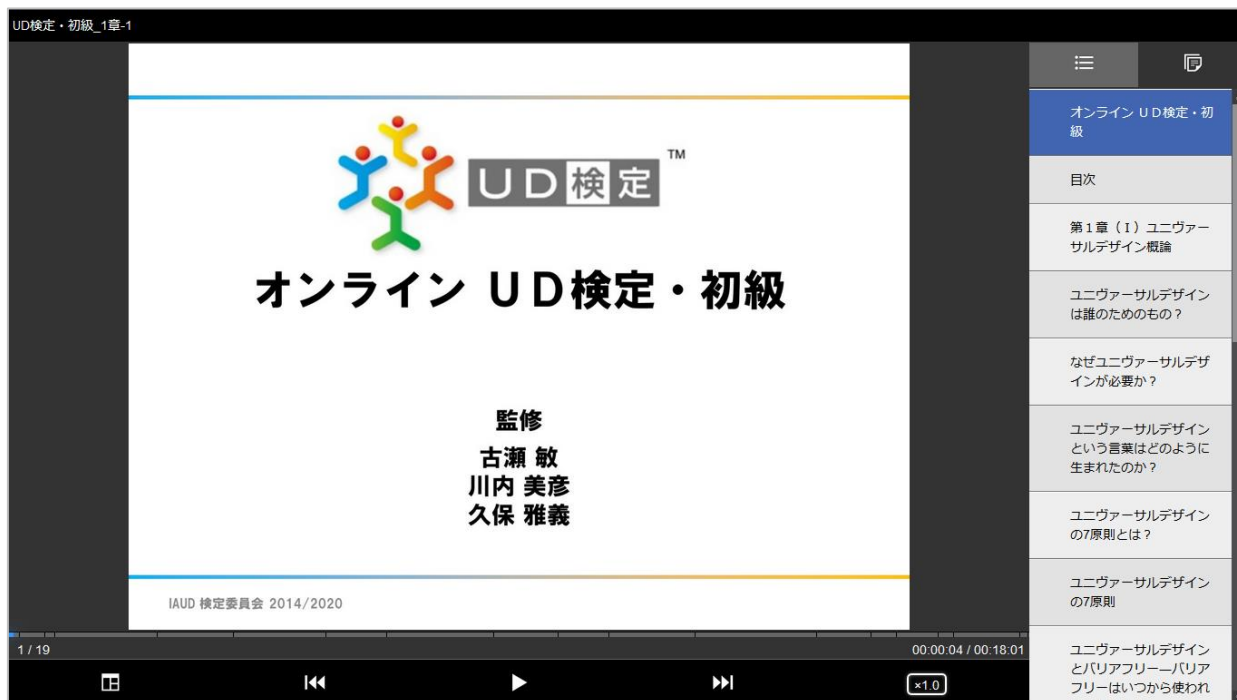 UD検定・初級_1章-1
UD検定
TM
オンライン ＵＤ検定・初級
監修
古瀬 敏
川内 美彦
久保 雅義
IAUD 検定委員会 2014/2020
1 / 19
00:00:04 / 00:18:01
×1.0
オンライン ＵＤ検定・初
級
目次
第１章（Ⅰ）ユニヴァー
サルデザイン概論
ユニヴァーサルデザイン
は誰のためのもの？
なぜユニヴァーサルデザ
インが必要か？
ユニヴァーサルデザイン
という言葉はどのように
生まれたのか？
ユニヴァーサルデザイン
の7原則とは？
ユニヴァーサルデザイン
の7原則
ユニヴァーサルデザイン
とバリアフリー―バリア
フリーはいつから使われ